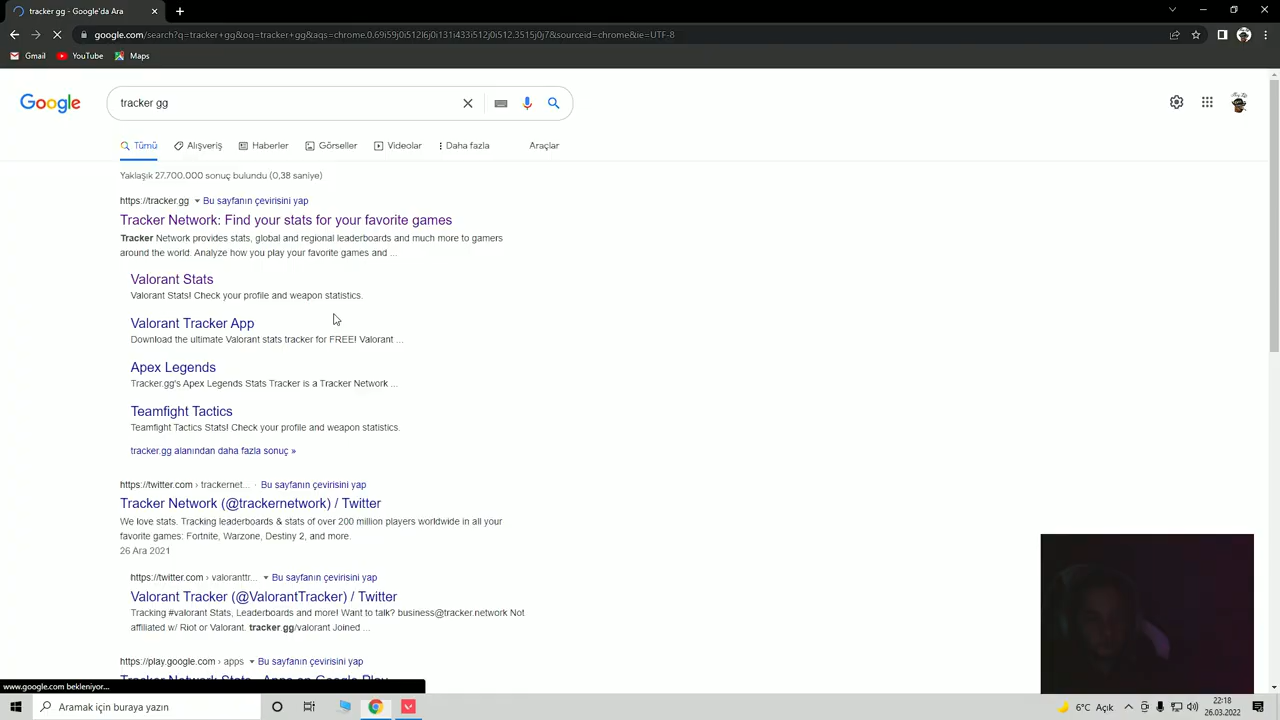 tracker gg - Google'da Ara
google.com/search?q=tracker+gg&oq=tracker+gg&aqs=chrome.0.69i59j0i512l6j0i131i433i512j0i512.3515j0j7&sourceid=chrome&ie=UTF-8
Gmail YouTube Maps
Google
tracker gg
Tümü Alışveriş Haberler Görseller Videolar Daha fazla Araçlar
Yaklaşık 27.700.000 sonuç bulundu (0,38 saniye)
https://tracker.gg Bu sayfanın çevirisini yap
Tracker Network: Find your stats for your favorite games
Tracker Network provides stats, global and regional leaderboards and much more to gamers
around the world. Analyze how you play your favorite games and ...
Valorant Stats
Valorant Stats! Check your profile and weapon statistics.
Valorant Tracker App
Download the ultimate Valorant stats tracker for FREE! Valorant ...
Apex Legends
Tracker.gg's Apex Legends Stats Tracker is a Tracker Network ...
Teamfight Tactics
Teamfight Tactics Stats! Check your profile and weapon statistics.
tracker.gg alanından daha fazla sonuç »
https://twitter.com › trackernet... · Bu sayfanın çevirisini yap
Tracker Network (@trackernetwork) / Twitter
We love stats. Tracking leaderboards & stats of over 200 million players worldwide in all your
favorite games: Fortnite, Warzone, Destiny 2, and more.
26 Ara 2021
https://twitter.com › valoranttr... Bu sayfanın çevirisini yap
Valorant Tracker (@ValorantTracker) / Twitter
Tracking #valorant Stats, Leaderboards and more! Want to talk? business@tracker.network Not
affiliated w/ Riot or Valorant. tracker.gg/valorant Joined ...
https://play.google.com › apps Bu sayfanın çevirisini yap
Tracker Network Stats - Apps on Google Play
www.google.com bekleniyor...
Aramak için buraya yazın
6°C Açık
22:18
26.03.2022